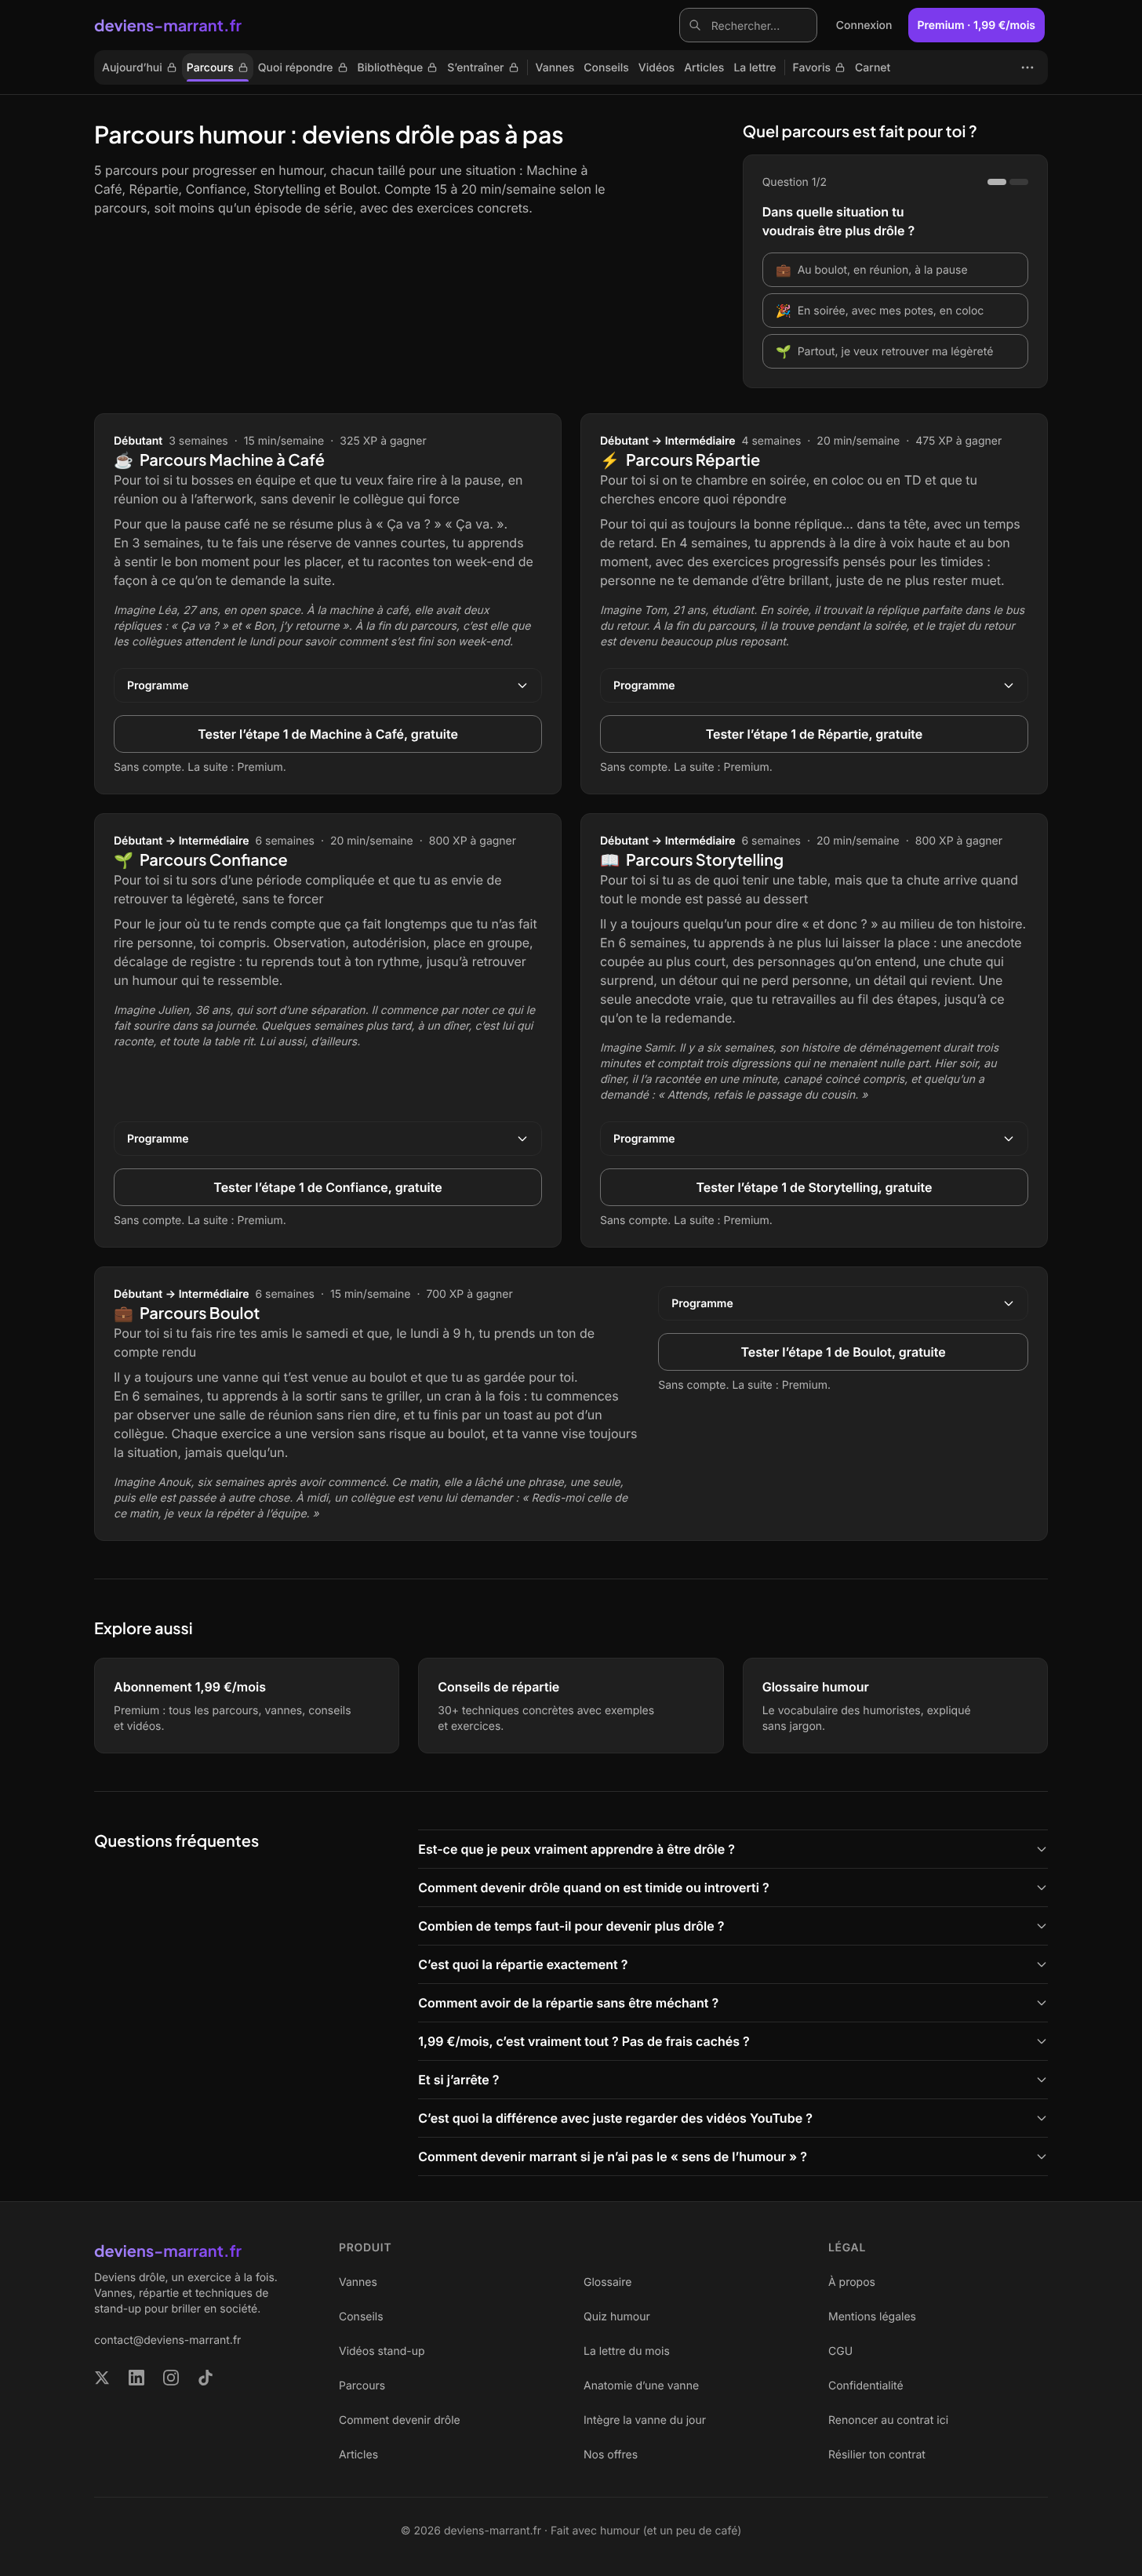 deviens-marrant.fr
Rechercher...
Connexion
Premium · 1,99 €/mois
Aujourd’hui
Parcours
Quoi répondre
Bibliothèque
S’entraîner
Vannes
Conseils
Vidéos
Articles
La lettre
Favoris
Carnet
Parcours humour : deviens drôle pas à pas
5 parcours pour progresser en humour, chacun taillé pour une situation : Machine à
Café, Répartie, Confiance, Storytelling et Boulot. Compte 15 à 20 min/semaine selon le
parcours, soit moins qu’un épisode de série, avec des exercices concrets.
Quel parcours est fait pour toi ?
Question 1/2
Dans quelle situation tu
voudrais être plus drôle ?
Au boulot, en réunion, à la pause
En soirée, avec mes potes, en coloc
Partout, je veux retrouver ma légèreté
Débutant 3 semaines · 15 min/semaine · 325 XP à gagner
Parcours Machine à Café
Pour toi si tu bosses en équipe et que tu veux faire rire à la pause, en
réunion ou à l’afterwork, sans devenir le collègue qui force
Pour que la pause café ne se résume plus à « Ça va ? » « Ça va. ».
En 3 semaines, tu te fais une réserve de vannes courtes, tu apprends
à sentir le bon moment pour les placer, et tu racontes ton week-end de
façon à ce qu’on te demande la suite.
Imagine Léa, 27 ans, en open space. À la machine à café, elle avait deux
répliques : « Ça va ? » et « Bon, j’y retourne ». À la fin du parcours, c’est elle que
les collègues attendent le lundi pour savoir comment s’est fini son week-end.
Programme
Tester l’étape 1 de Machine à Café, gratuite
Sans compte. La suite : Premium.
Débutant → Intermédiaire 4 semaines · 20 min/semaine · 475 XP à gagner
Parcours Répartie
Pour toi si on te chambre en soirée, en coloc ou en TD et que tu
cherches encore quoi répondre
Pour toi qui as toujours la bonne réplique... dans ta tête, avec un temps
de retard. En 4 semaines, tu apprends à la dire à voix haute et au bon
moment, avec des exercices progressifs pensés pour les timides :
personne ne te demande d’être brillant, juste de ne plus rester muet.
Imagine Tom, 21 ans, étudiant. En soirée, il trouvait la réplique parfaite dans le bus
du retour. À la fin du parcours, il la trouve pendant la soirée, et le trajet du retour
est devenu beaucoup plus reposant.
Programme
Tester l’étape 1 de Répartie, gratuite
Sans compte. La suite : Premium.
Débutant → Intermédiaire 6 semaines · 20 min/semaine · 800 XP à gagner
Parcours Confiance
Pour toi si tu sors d’une période compliquée et que tu as envie de
retrouver ta légèreté, sans te forcer
Pour le jour où tu te rends compte que ça fait longtemps que tu n’as fait
rire personne, toi compris. Observation, autodérision, place en groupe,
décalage de registre : tu reprends tout à ton rythme, jusqu’à retrouver
un humour qui te ressemble.
Imagine Julien, 36 ans, qui sort d’une séparation. Il commence par noter ce qui le
fait sourire dans sa journée. Quelques semaines plus tard, à un dîner, c’est lui qui
raconte, et toute la table rit. Lui aussi, d’ailleurs.
Programme
Tester l’étape 1 de Confiance, gratuite
Sans compte. La suite : Premium.
Débutant → Intermédiaire 6 semaines · 20 min/semaine · 800 XP à gagner
Parcours Storytelling
Pour toi si tu as de quoi tenir une table, mais que ta chute arrive quand
tout le monde est passé au dessert
Il y a toujours quelqu’un pour dire « et donc ? » au milieu de ton histoire.
En 6 semaines, tu apprends à ne plus lui laisser la place : une anecdote
coupée au plus court, des personnages qu’on entend, une chute qui
surprend, un détour qui ne perd personne, un détail qui revient. Une
seule anecdote vraie, que tu retravailles au fil des étapes, jusqu’à ce
qu’on te la redemande.
Imagine Samir. Il y a six semaines, son histoire de déménagement durait trois
minutes et comptait trois digressions qui ne menaient nulle part. Hier soir, au
dîner, il l’a racontée en une minute, canapé coincé compris, et quelqu’un a
demandé : « Attends, refais le passage du cousin. »
Programme
Tester l’étape 1 de Storytelling, gratuite
Sans compte. La suite : Premium.
Débutant → Intermédiaire 6 semaines · 15 min/semaine · 700 XP à gagner
Parcours Boulot
Pour toi si tu fais rire tes amis le samedi et que, le lundi à 9 h, tu prends un ton de
compte rendu
Il y a toujours une vanne qui t’est venue au boulot et que tu as gardée pour toi.
En 6 semaines, tu apprends à la sortir sans te griller, un cran à la fois : tu commences
par observer une salle de réunion sans rien dire, et tu finis par un toast au pot d’un
collègue. Chaque exercice a une version sans risque au boulot, et ta vanne vise toujours
la situation, jamais quelqu’un.
Imagine Anouk, six semaines après avoir commencé. Ce matin, elle a lâché une phrase, une seule,
puis elle est passée à autre chose. À midi, un collègue est venu lui demander : « Redis-moi celle de
ce matin, je veux la répéter à l’équipe. »
Programme
Tester l’étape 1 de Boulot, gratuite
Sans compte. La suite : Premium.
Explore aussi
Abonnement 1,99 €/mois
Premium : tous les parcours, vannes, conseils
et vidéos.
Conseils de répartie
30+ techniques concrètes avec exemples
et exercices.
Glossaire humour
Le vocabulaire des humoristes, expliqué
sans jargon.
Questions fréquentes
Est-ce que je peux vraiment apprendre à être drôle ?
Comment devenir drôle quand on est timide ou introverti ?
Combien de temps faut-il pour devenir plus drôle ?
C’est quoi la répartie exactement ?
Comment avoir de la répartie sans être méchant ?
1,99 €/mois, c’est vraiment tout ? Pas de frais cachés ?
Et si j’arrête ?
C’est quoi la différence avec juste regarder des vidéos YouTube ?
Comment devenir marrant si je n’ai pas le « sens de l’humour » ?
deviens-marrant.fr
Deviens drôle, un exercice à la fois.
Vannes, répartie et techniques de
stand-up pour briller en société.
contact@deviens-marrant.fr
PRODUIT
Vannes
Conseils
Vidéos stand-up
Parcours
Comment devenir drôle
Articles
Glossaire
Quiz humour
La lettre du mois
Anatomie d’une vanne
Intègre la vanne du jour
Nos offres
LÉGAL
À propos
Mentions légales
CGU
Confidentialité
Renoncer au contrat ici
Résilier ton contrat
© 2026 deviens-marrant.fr · Fait avec humour (et un peu de café)